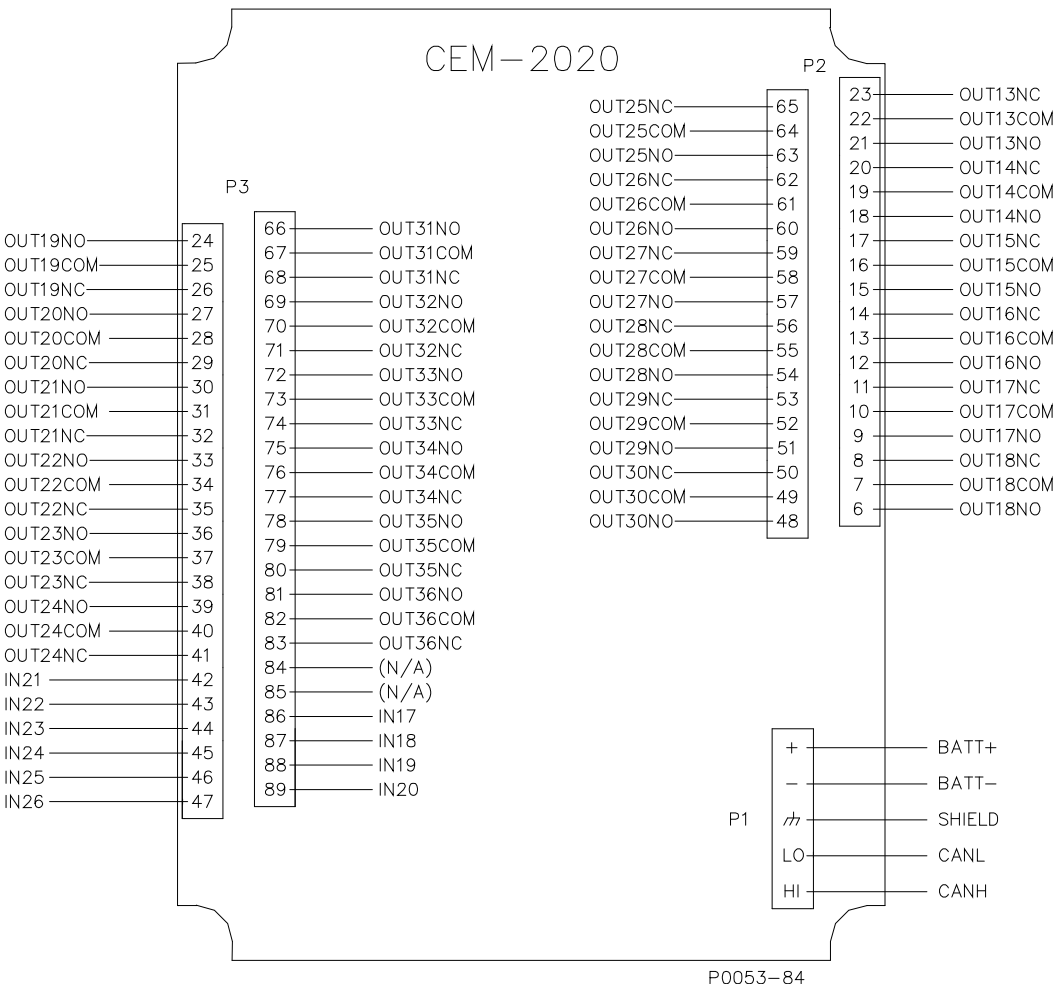 CEM-2020
P2
23 OUT13NC
22 OUT13COM
21 OUT13NO
20 OUT14NC
19 OUT14COM
18 OUT14NO
17 OUT15NC
16 OUT15COM
15 OUT15NO
14 OUT16NC
13 OUT16COM
12 OUT16NO
11 OUT17NC
10 OUT17COM
9 OUT17NO
8 OUT18NC
7 OUT18COM
6 OUT18NO
OUT25NC 65
OUT25COM 64
OUT25NO 63
OUT26NC 62
OUT26COM 61
OUT26NO 60
OUT27NC 59
OUT27COM 58
OUT27NO 57
OUT28NC 56
OUT28COM 55
OUT28NO 54
OUT29NC 53
OUT29COM 52
OUT29NO 51
OUT30NC 50
OUT30COM 49
OUT30NO 48
P3
OUT19NO 24
OUT19COM 25
OUT19NC 26
OUT20NO 27
OUT20COM 28
OUT20NC 29
OUT21NO 30
OUT21COM 31
OUT21NC 32
OUT22NO 33
OUT22COM 34
OUT22NC 35
OUT23NO 36
OUT23COM 37
OUT23NC 38
OUT24NO 39
OUT24COM 40
OUT24NC 41
IN21 42
IN22 43
IN23 44
IN24 45
IN25 46
IN26 47
66 OUT31NO
67 OUT31COM
68 OUT31NC
69 OUT32NO
70 OUT32COM
71 OUT32NC
72 OUT33NO
73 OUT33COM
74 OUT33NC
75 OUT34NO
76 OUT34COM
77 OUT34NC
78 OUT35NO
79 OUT35COM
80 OUT35NC
81 OUT36NO
82 OUT36COM
83 OUT36NC
84 (N/A)
85 (N/A)
86 IN17
87 IN18
88 IN19
89 IN20
P1
+ BATT+
- BATT-
SHIELD
LO CANL
HI CANH
P0053-84